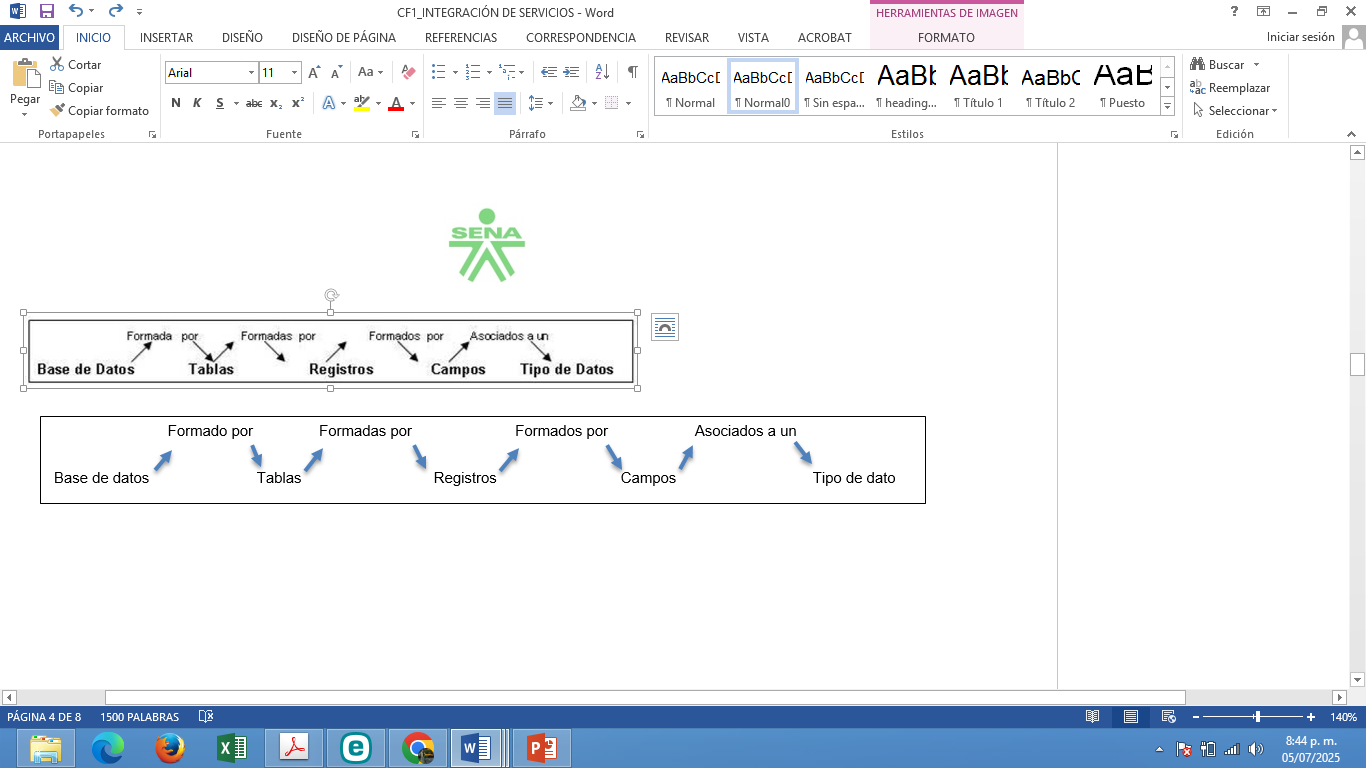 CF1_INTEGRACIÓN DE SERVICIOS - Word
HERRAMIENTAS DE IMAGEN
?
ARCHIVO INICIO INSERTAR DISEÑO DISEÑO DE PÁGINA REFERENCIAS CORRESPONDENCIA REVISAR VISTA ACROBAT FORMATO Iniciar sesión
Pegar
Cortar
Copiar
Copiar formato
Portapapeles
Arial 11
Aa
N K S abc x₂ x²
Fuente
Párrafo
AaBbCcD AaBbCcD AaBbCcD AaBb AaBb AaBbC AaB
¶ Normal ¶ Normal0 ¶ Sin espa... ¶ heading... ¶ Título 1 ¶ Título 2 ¶ Puesto
Estilos
Buscar
Reemplazar
Seleccionar
Edición
SENA
Formada por Formadas por Formados por Asociados a un
Base de Datos Tablas Registros Campos Tipo de Datos
Formado por Formadas por Formados por Asociados a un
Base de datos Tablas Registros Campos Tipo de dato
PÁGINA 4 DE 8 1500 PALABRAS 140%
8:44 p. m.
05/07/2025